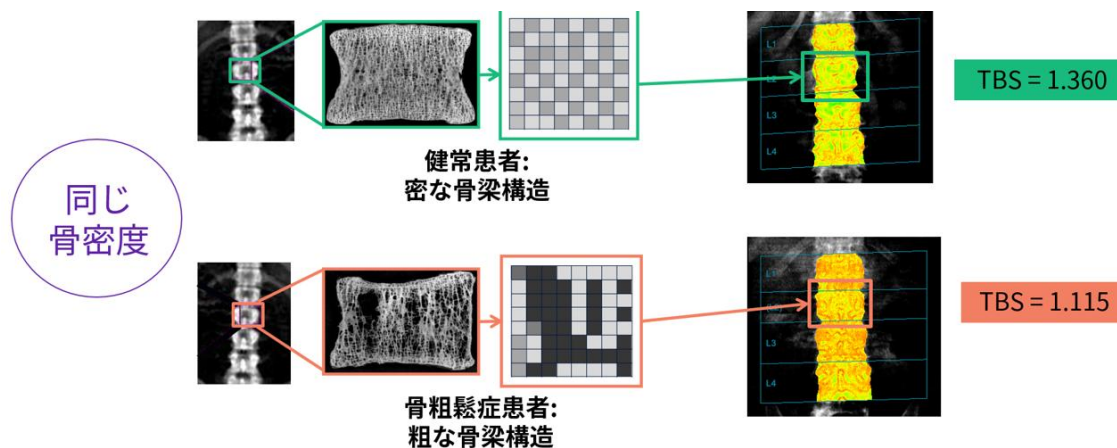 L1
L2
L3
L4
TBS = 1.360
健常患者:
密な骨梁構造
同じ
骨密度
L1
L3
L4
TBS = 1.115
骨粗鬆症患者:
粗な骨梁構造